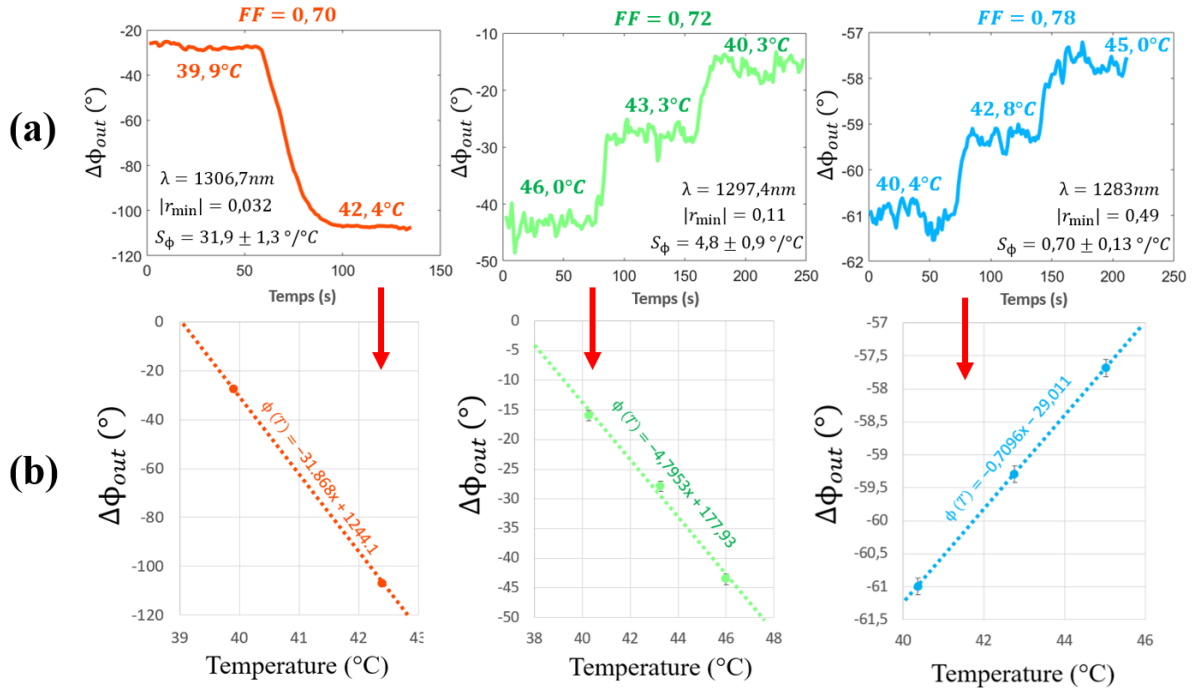 FF = 0,70
FF = 0,72
FF = 0,78
(a)
Δϕout (°)
-20
-40
-60
-80
-100
-120
0
50
100
150
Temps (s)
39,9°C
42,4°C
λ = 1306,7nm
|rmin| = 0,032
Sϕ = 31,9 ± 1,3 °/°C
Δϕout (°)
-10
-20
-30
-40
-50
0
50
100
150
200
250
Temps (s)
46,0°C
43,3°C
40,3°C
λ = 1297,4nm
|rmin| = 0,11
Sϕ = 4,8 ± 0,9 °/°C
Δϕout (°)
-57
-58
-59
-60
-61
-62
0
50
100
150
200
250
Temps (s)
40,4°C
42,8°C
45,0°C
λ = 1283nm
|rmin| = 0,49
Sϕ = 0,70 ± 0,13 °/°C
(b)
Δϕout (°)
0
-20
-40
-60
-80
-100
-120
39
40
41
42
43
ϕ (T) = −31.868x + 1244.1
Temperature (°C)
Δϕout (°)
0
-5
-10
-15
-20
-25
-30
-35
-40
-45
-50
38
40
42
44
46
48
ϕ (T) = −4,7953x + 177,93
Temperature (°C)
Δϕout (°)
-57
-57,5
-58
-58,5
-59
-59,5
-60
-60,5
-61
-61,5
40
42
44
46
ϕ (T) = −0,7096x − 29,011
Temperature (°C)